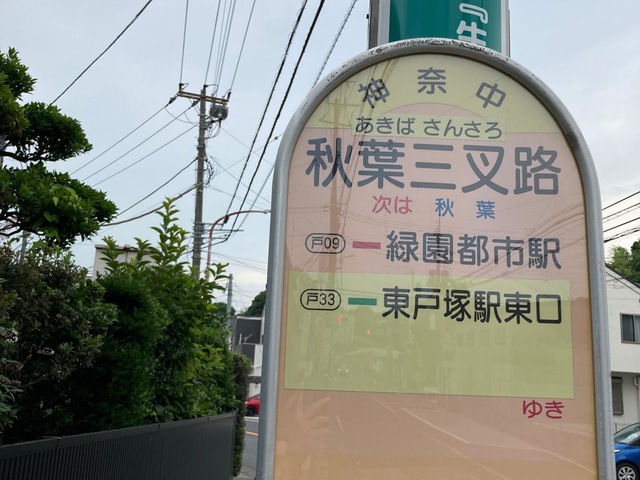 『生
神奈中
あきば さんさろ
秋葉三叉路
次は 秋葉
戸09 緑園都市駅
戸33 東戸塚駅東口
ゆき